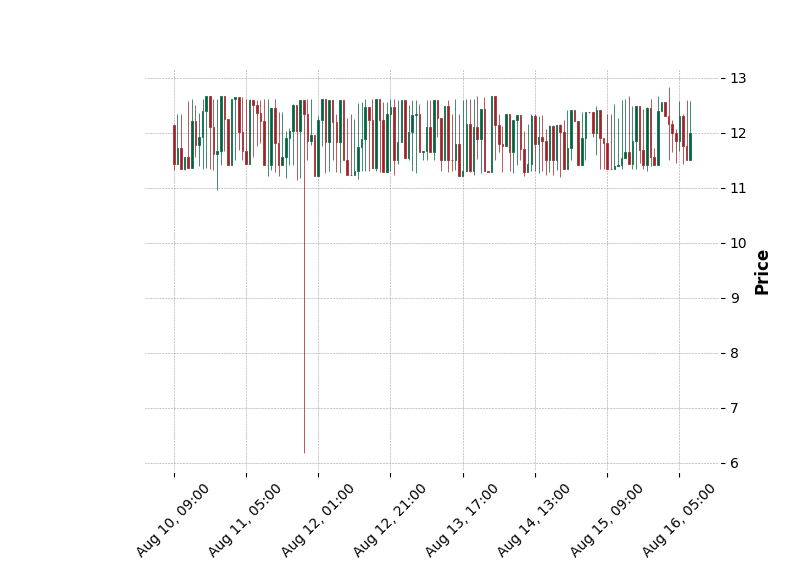 13
12
11
10
9
8
7
6
Price
Aug 10, 09:00
Aug 11, 05:00
Aug 12, 01:00
Aug 12, 21:00
Aug 13, 17:00
Aug 14, 13:00
Aug 15, 09:00
Aug 16, 05:00